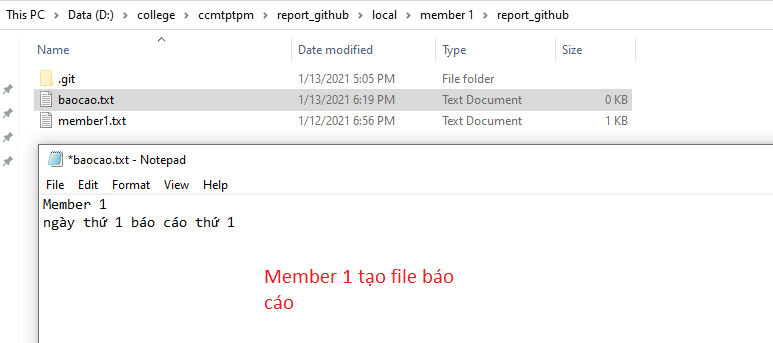 This PC > Data (D:) > college > ccmtptpm > report_github > local > member 1 > report_github
Name Date modified Type Size
.git 1/13/2021 5:05 PM File folder
baocao.txt 1/13/2021 6:19 PM Text Document 0 KB
member1.txt 1/12/2021 6:56 PM Text Document 1 KB
*baocao.txt - Notepad
File Edit Format View Help
Member 1
ngày thứ 1 báo cáo thứ 1
Member 1 tạo file báo
cáo